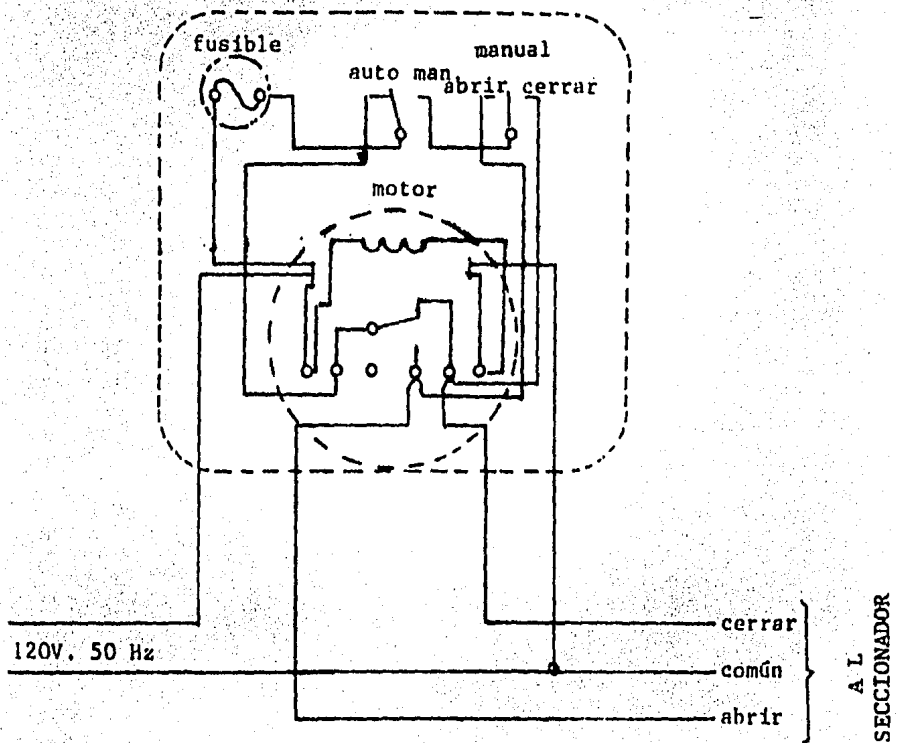 fusible
manual
auto man
abrir cerrar
motor
cerrar
120V. 50 Hz
común
abrir
A L
SECCIONADOR